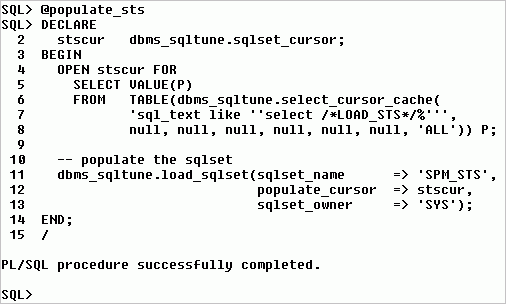 SQL> @populate_sts
SQL> DECLARE
  2    stscur   dbms_sqltune.sqlset_cursor;
  3  BEGIN
  4    OPEN stscur FOR
  5      SELECT VALUE(P)
  6      FROM   TABLE(dbms_sqltune.select_cursor_cache(
  7             'sql_text like ''select /*LOAD_STS*/%''',
  8             null, null, null, null, null, null, 'ALL')) P;
  9
 10    -- populate the sqlset
 11    dbms_sqltune.load_sqlset(sqlset_name      => 'SPM_STS',
 12                             populate_cursor  => stscur,
 13                             sqlset_owner     => 'SYS');
 14  END;
 15  /
PL/SQL procedure successfully completed.
SQL>